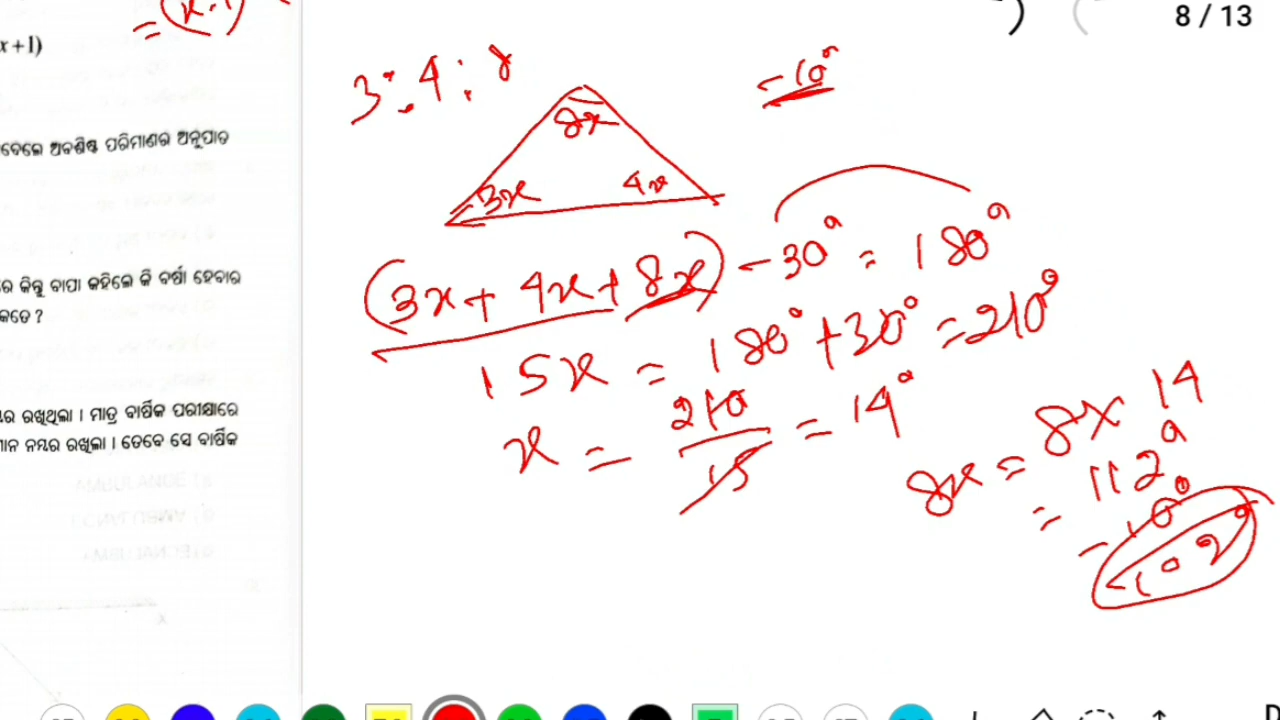 = (x-1)
8 / 13
x+1)
3 : 4 : 8
- 10°
8x
ବେଳେ ଅବଶିଷ୍ଟ ପରିମାଣର ଅନୁପାତ
3x
4x
(3x + 4x + 8x) - 30° = 180°
ରେ କିନ୍ତୁ ବାପା କହିଲେ କି ବର୍ଷା ହେବାର
କେତେ ?
15x = 180° + 30° = 210°
x = 210/15 = 14°
ର ରଖିଥିଲା । ମାତ୍ର ବାର୍ଷିକ ପରୀକ୍ଷାରେ
ନ ନମ୍ବର ରଖିଲା । ତେବେ ସେ ବାର୍ଷିକ
8x = 8 × 14
= 112°
- 10°
102°